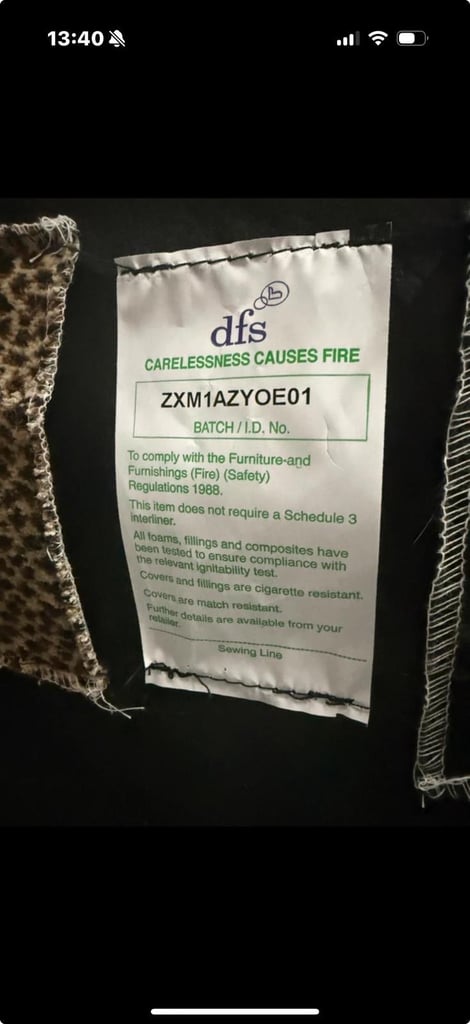 13:40
dfs
CARELESSNESS CAUSES FIRE
ZXM1AZYOE01
BATCH / I.D. No.
To comply with the Furniture and
Furnishings (Fire) (Safety)
Regulations 1988.
This item does not require a Schedule 3
interliner.
All foams, fillings and composites have
been tested to ensure compliance with
the relevant ignitability test.
Covers and fillings are cigarette resistant.
Covers are match resistant.
Further details are available from your
retailer.
Sewing Line